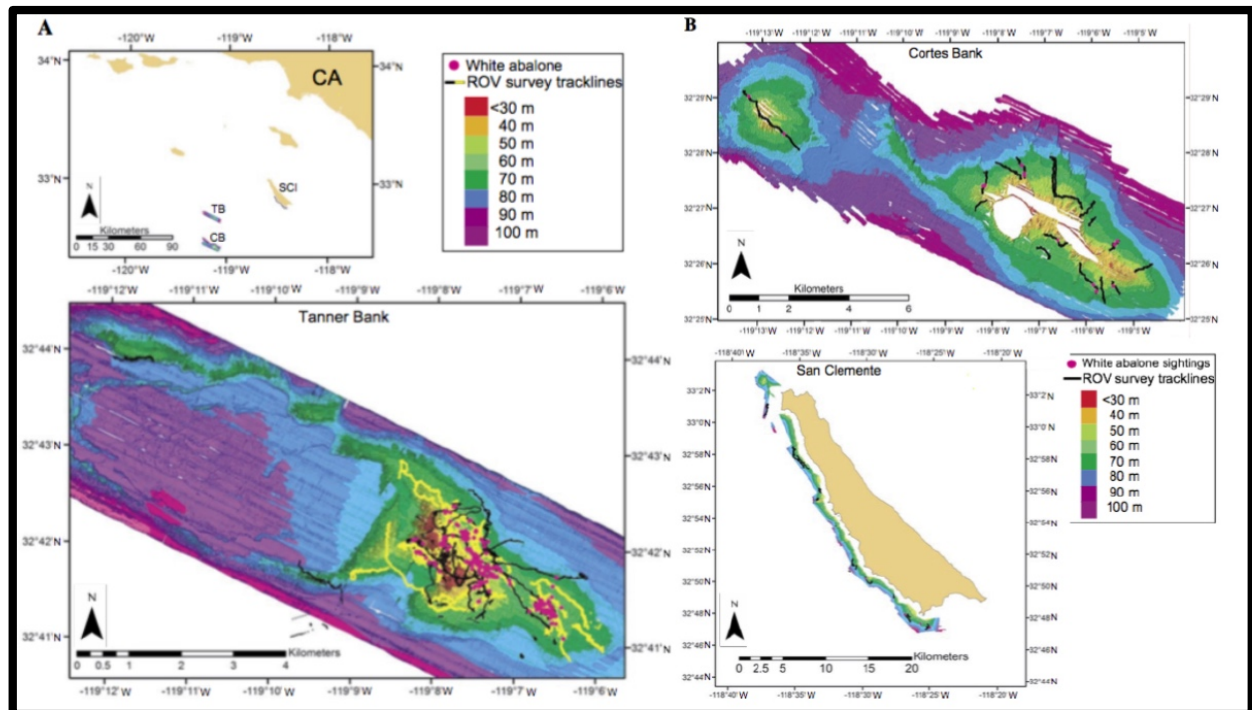 A
-120°W -119°W -118°W
34°N 34°N
CA
33°N 33°N
N
SCI
TB
CB
Kilometers
0 15 30 60 90
-120°W -119°W -118°W
White abalone
ROV survey tracklines
<30 m
40 m
50 m
60 m
70 m
80 m
90 m
100 m
-119°12'W -119°11'W -119°10'W -119°9'W -119°8'W -119°7'W -119°6'W
Tanner Bank
32°44'N 32°44'N
32°43'N 32°43'N
32°42'N 32°42'N
32°41'N 32°41'N
N
Kilometers
0 0.5 1 2 3 4
-119°12'W -119°11'W -119°10'W -119°9'W -119°8'W -119°7'W -119°6'W
B
-119°13'W -119°12'W -119°11'W -119°10'W -119°9'W -119°8'W -119°7'W -119°6'W -119°5'W
Cortes Bank
32°29'N 32°29'N
32°28'N 32°28'N
32°27'N 32°27'N
32°26'N 32°26'N
32°25'N 32°25'N
N
Kilometers
0 1 2 4 6
-119°13'W -119°12'W -119°11'W -119°10'W -119°9'W -119°8'W -119°7'W -119°6'W -119°5'W
-118°40'W -118°35'W -118°30'W -118°25'W -118°20'W
San Clemente
33°2'N 33°2'N
33°0'N 33°0'N
32°58'N 32°58'N
32°56'N 32°56'N
32°54'N 32°54'N
32°52'N 32°52'N
32°50'N 32°50'N
32°48'N 32°48'N
32°46'N 32°46'N
32°44'N 32°44'N
N
Kilometers
0 2.5 5 10 15 20
-118°40'W -118°35'W -118°30'W -118°25'W -118°20'W
White abalone sightings
ROV survey tracklines
<30 m
40 m
50 m
60 m
70 m
80 m
90 m
100 m